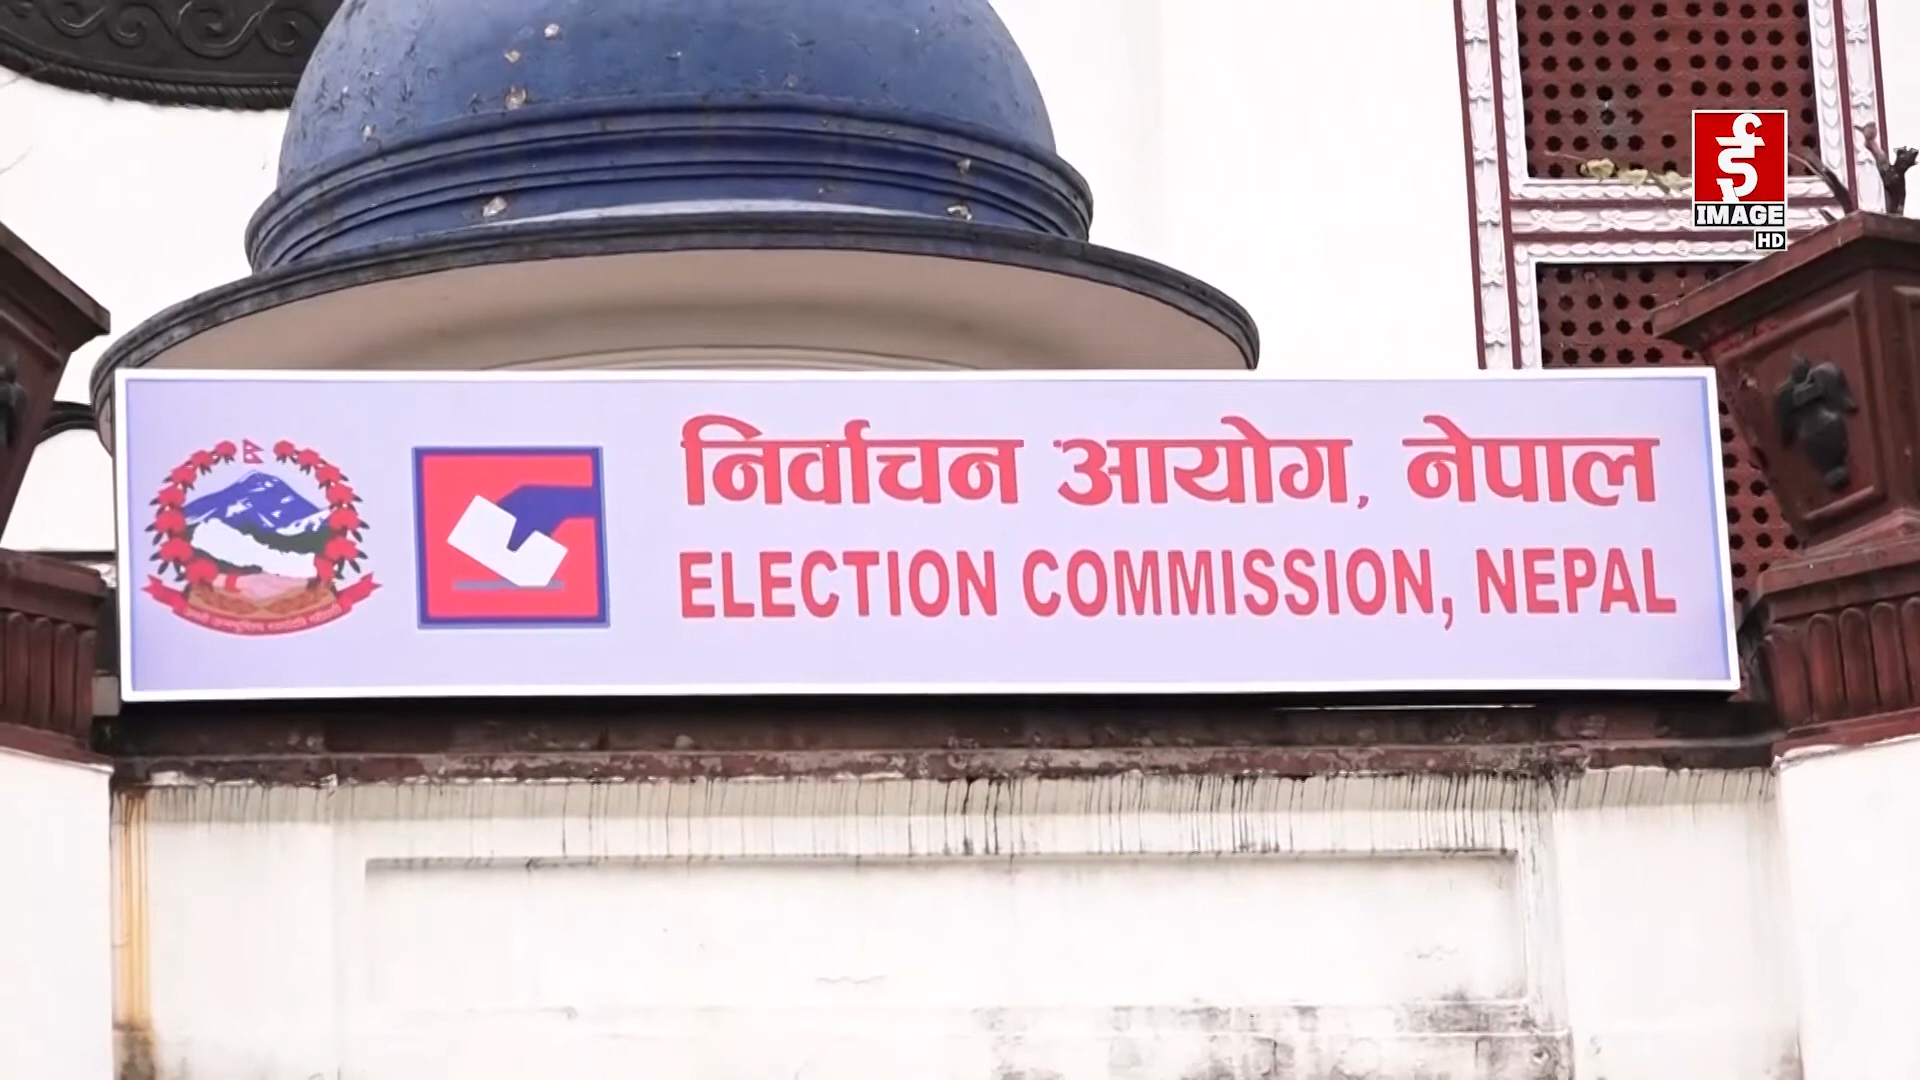 IMAGE
HD
निर्वाचन आयोग, नेपाल
ELECTION COMMISSION, NEPAL